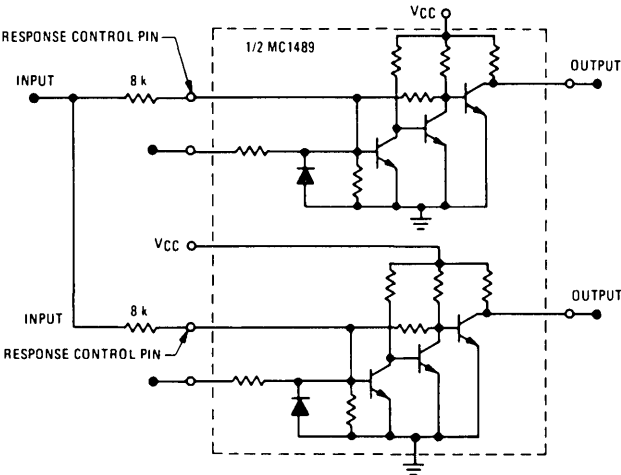 VCC
RESPONSE CONTROL PIN
1/2 MC1489
OUTPUT
INPUT
8 k
VCC
OUTPUT
INPUT
8 k
RESPONSE CONTROL PIN